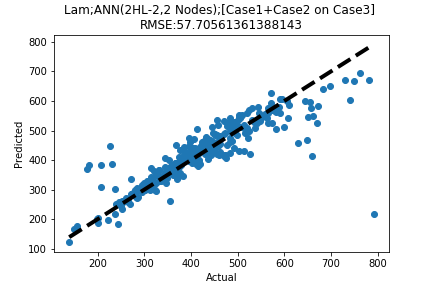 Lam;ANN(2HL-2,2 Nodes);[Case1+Case2 on Case3]
RMSE:57.70561361388143
800
700
600
500
400
300
200
100
Predicted
200 300 400 500 600 700 800
Actual